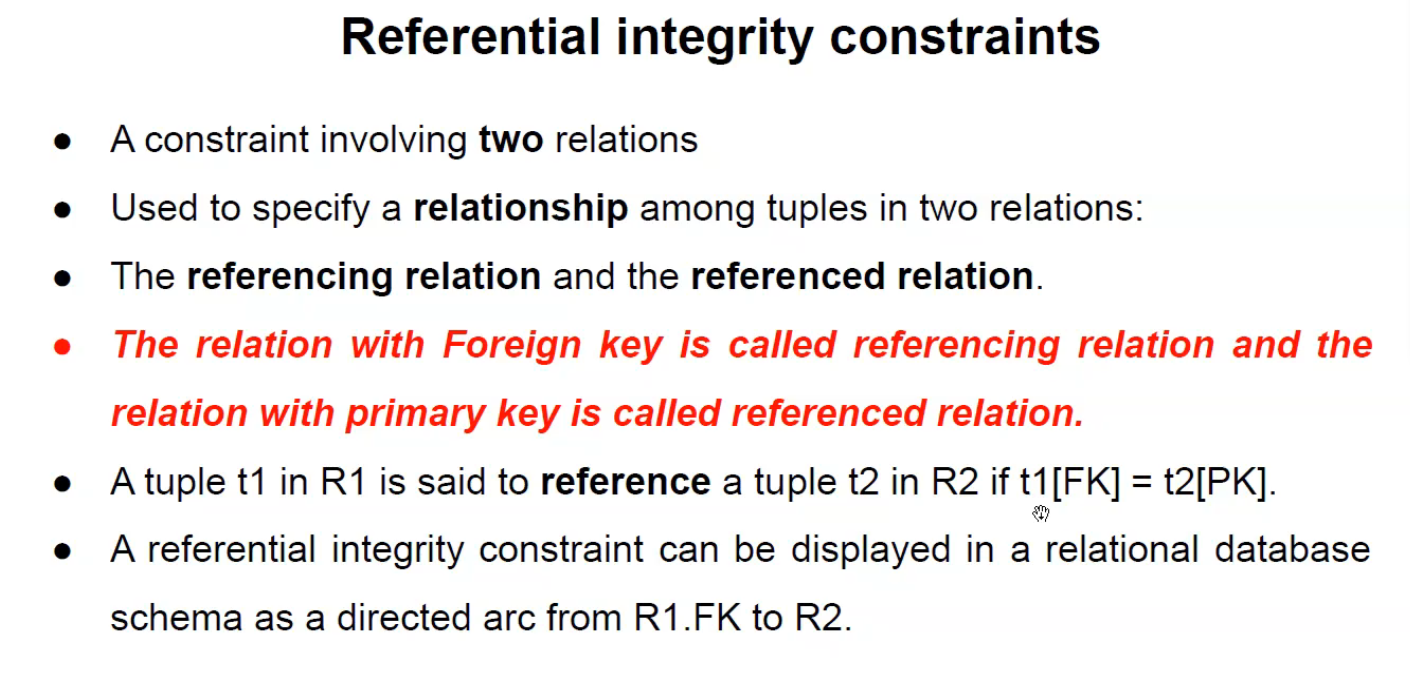 Referential integrity constraints
● A constraint involving two relations
● Used to specify a relationship among tuples in two relations:
● The referencing relation and the referenced relation.
● The relation with Foreign key is called referencing relation and the
relation with primary key is called referenced relation.
● A tuple t1 in R1 is said to reference a tuple t2 in R2 if t1[FK] = t2[PK].
● A referential integrity constraint can be displayed in a relational database
schema as a directed arc from R1.FK to R2.